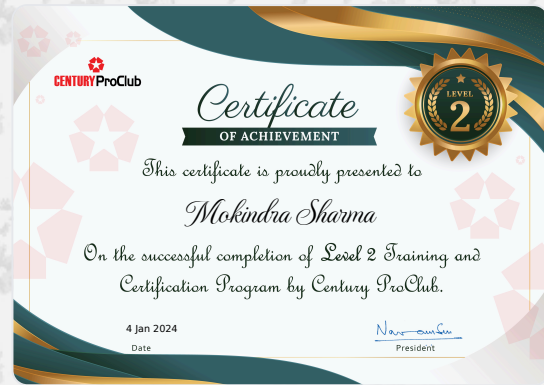 CENTURY ProClub
Certificate
OF ACHIEVEMENT
LEVEL
2
This certificate is proudly presented to
Mokindra Sharma
On the successful completion of Level 2 Training and
Certification Program by Century ProClub.
4 Jan 2024
Date
President